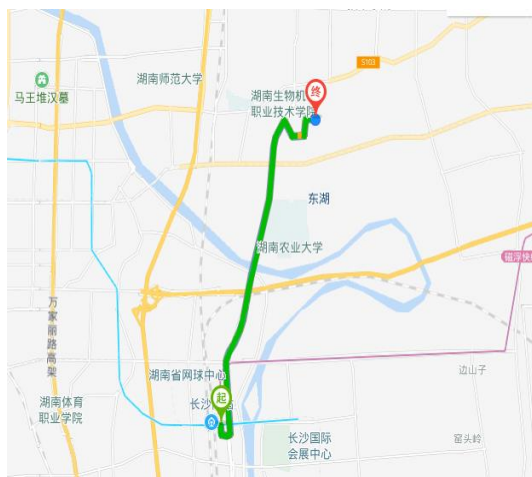 S103
湖南师范大学
马王堆汉墓
湖南生物机
职业技术学院
终
东湖
湖南农业大学
磁浮快
万家丽路高架
湖南省网球中心
边山子
湖南体育
职业学院
长沙
起
长沙国际
会展中心
窑头岭